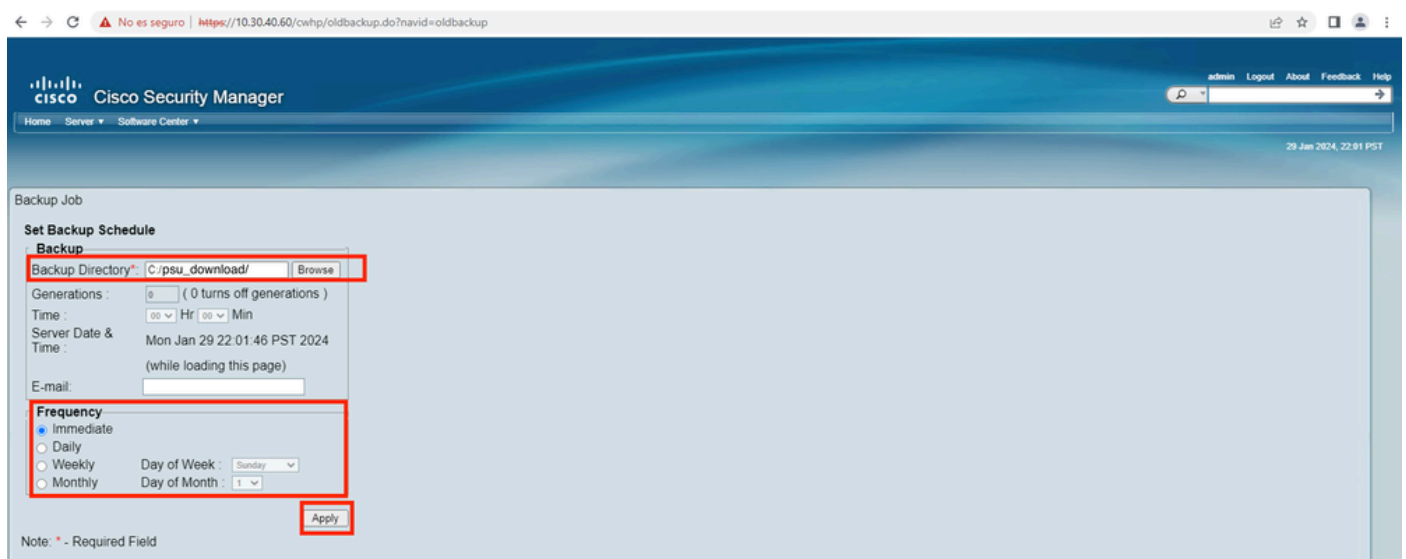 No es seguro | https://10.30.40.60/cwhp/oldbackup.do?navid=oldbackup
admin Logout About Feedback Help
CISCO Cisco Security Manager
Home Server Software Center
29 Jan 2024, 22:01 PST
Backup Job
Set Backup Schedule
Backup
Backup Directory*: C:/psu_download/ Browse
Generations : 0 ( 0 turns off generations )
Time : 00 Hr 00 Min
Server Date &
Time : Mon Jan 29 22:01:46 PST 2024
(while loading this page)
E-mail:
Frequency
Immediate
Daily
Weekly Day of Week : Sunday
Monthly Day of Month : 1
Apply
Note: * - Required Field